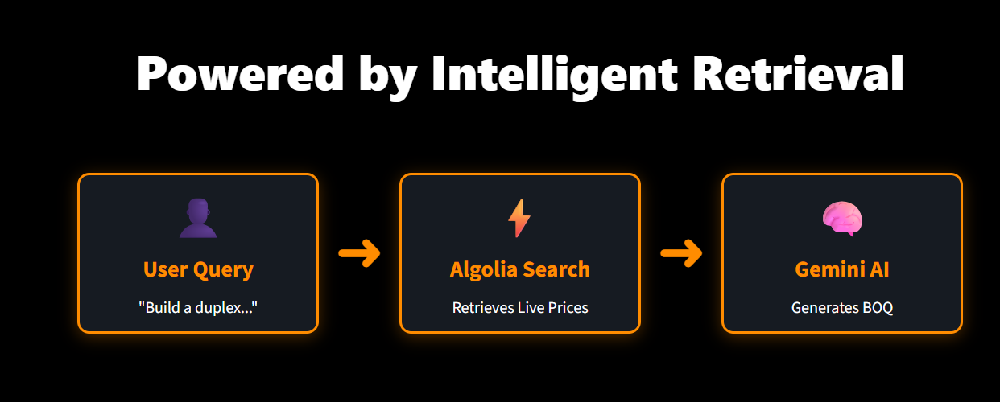 Powered by Intelligent Retrieval
User Query
"Build a duplex..."
Algolia Search
Retrieves Live Prices
Gemini AI
Generates BOQ